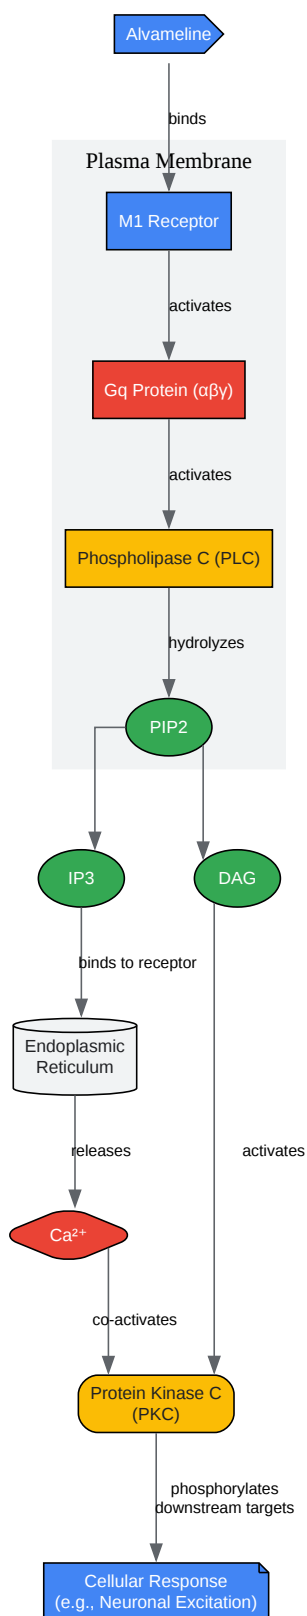 Alvameline
binds
Plasma Membrane
M1 Receptor
activates
Gq Protein (αβγ)
activates
Phospholipase C (PLC)
hydrolyzes
PIP2
IP3
DAG
binds to receptor
Endoplasmic
Reticulum
releases
activates
Ca²⁺
co-activates
Protein Kinase C
(PKC)
phosphorylates
downstream targets
Cellular Response
(e.g., Neuronal Excitation)